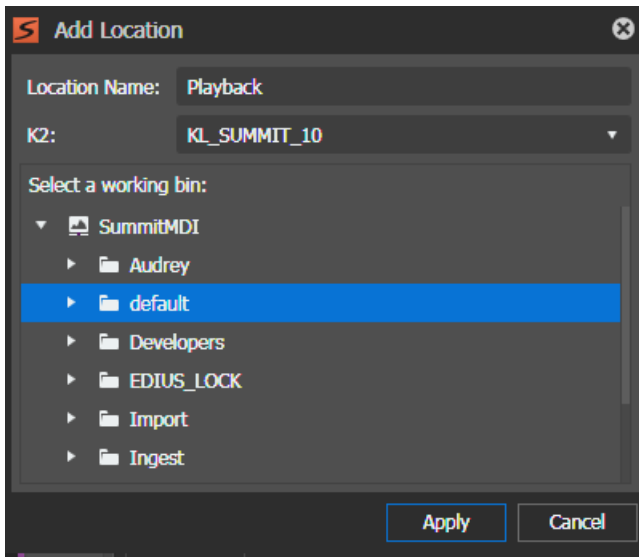 Add Location
Location Name: Playback
K2: KL_SUMMIT_10
Select a working bin:
SummitMDI
Audrey
default
Developers
EDIUS_LOCK
Import
Ingest
Apply Cancel